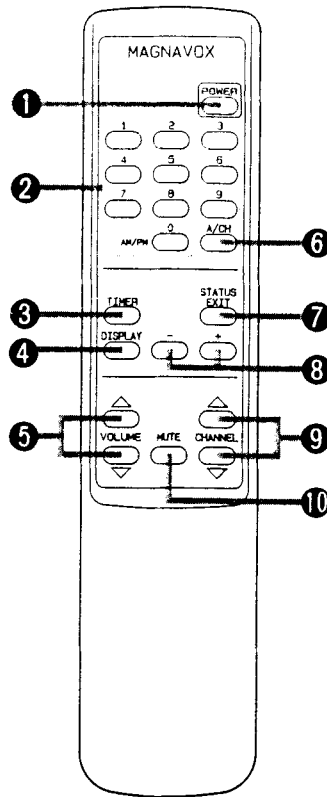 MAGNAVOX
POWER
1
1 2 3
2
4 5 6
7 8 9
AM/PM 0 A/CH
6
3
TIMER
STATUS
EXIT
7
4
DISPLAY - +
8
5
VOLUME MUTE CHANNEL
9
10